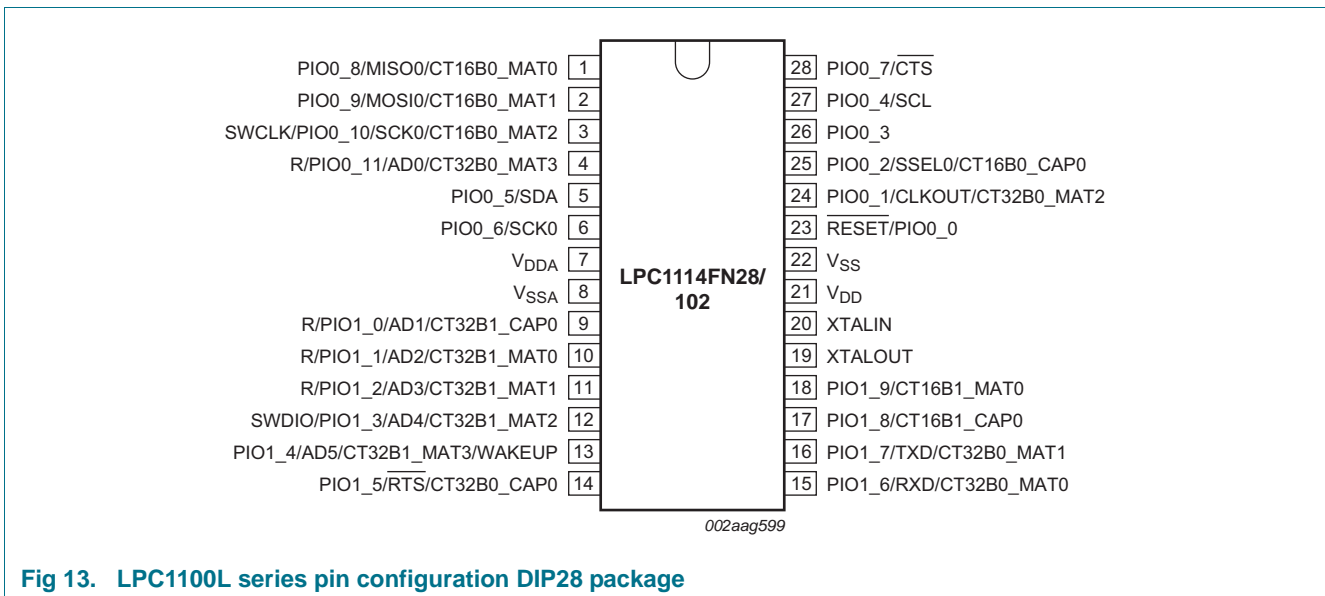 PIO0_8/MISO0/CT16B0_MAT0 1
PIO0_9/MOSI0/CT16B0_MAT1 2
SWCLK/PIO0_10/SCK0/CT16B0_MAT2 3
R/PIO0_11/AD0/CT32B0_MAT3 4
PIO0_5/SDA 5
PIO0_6/SCK0 6
VDDA 7
VSSA 8
R/PIO1_0/AD1/CT32B1_CAP0 9
R/PIO1_1/AD2/CT32B1_MAT0 10
R/PIO1_2/AD3/CT32B1_MAT1 11
SWDIO/PIO1_3/AD4/CT32B1_MAT2 12
PIO1_4/AD5/CT32B1_MAT3/WAKEUP 13
PIO1_5/RTS/CT32B0_CAP0 14
LPC1114FN28/
102
28 PIO0_7/CTS
27 PIO0_4/SCL
26 PIO0_3
25 PIO0_2/SSEL0/CT16B0_CAP0
24 PIO0_1/CLKOUT/CT32B0_MAT2
23 RESET/PIO0_0
22 VSS
21 VDD
20 XTALIN
19 XTALOUT
18 PIO1_9/CT16B1_MAT0
17 PIO1_8/CT16B1_CAP0
16 PIO1_7/TXD/CT32B0_MAT1
15 PIO1_6/RXD/CT32B0_MAT0
002aag599
Fig 13. LPC1100L series pin configuration DIP28 package